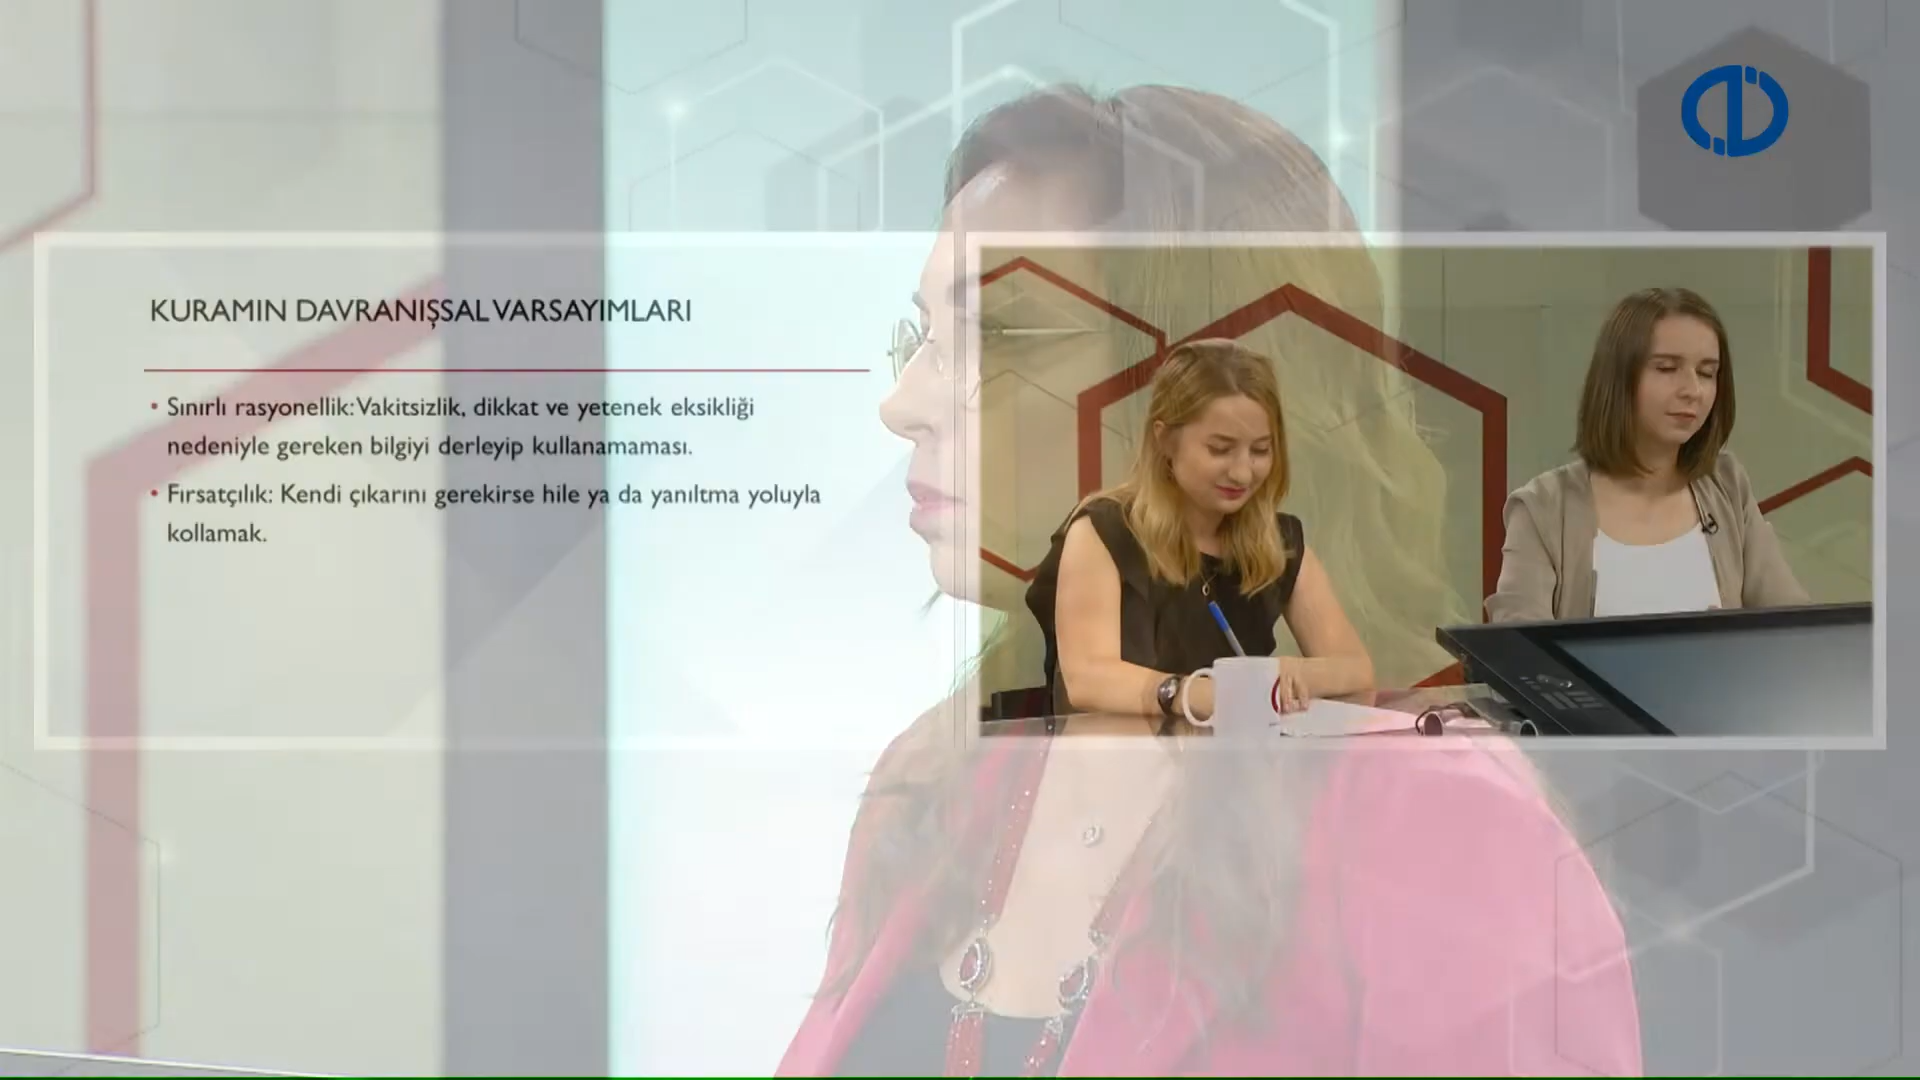 KURAMIN DAVRANIŞSAL VARSAYIMLARI
• Sınırlı rasyonellik: Vakitsizlik, dikkat ve yetenek eksikliği
nedeniyle gereken bilgiyi derleyip kullanamaması.
• Fırsatçılık: Kendi çıkarını gerekirse hile ya da yanıltma yoluyla
kollamak.